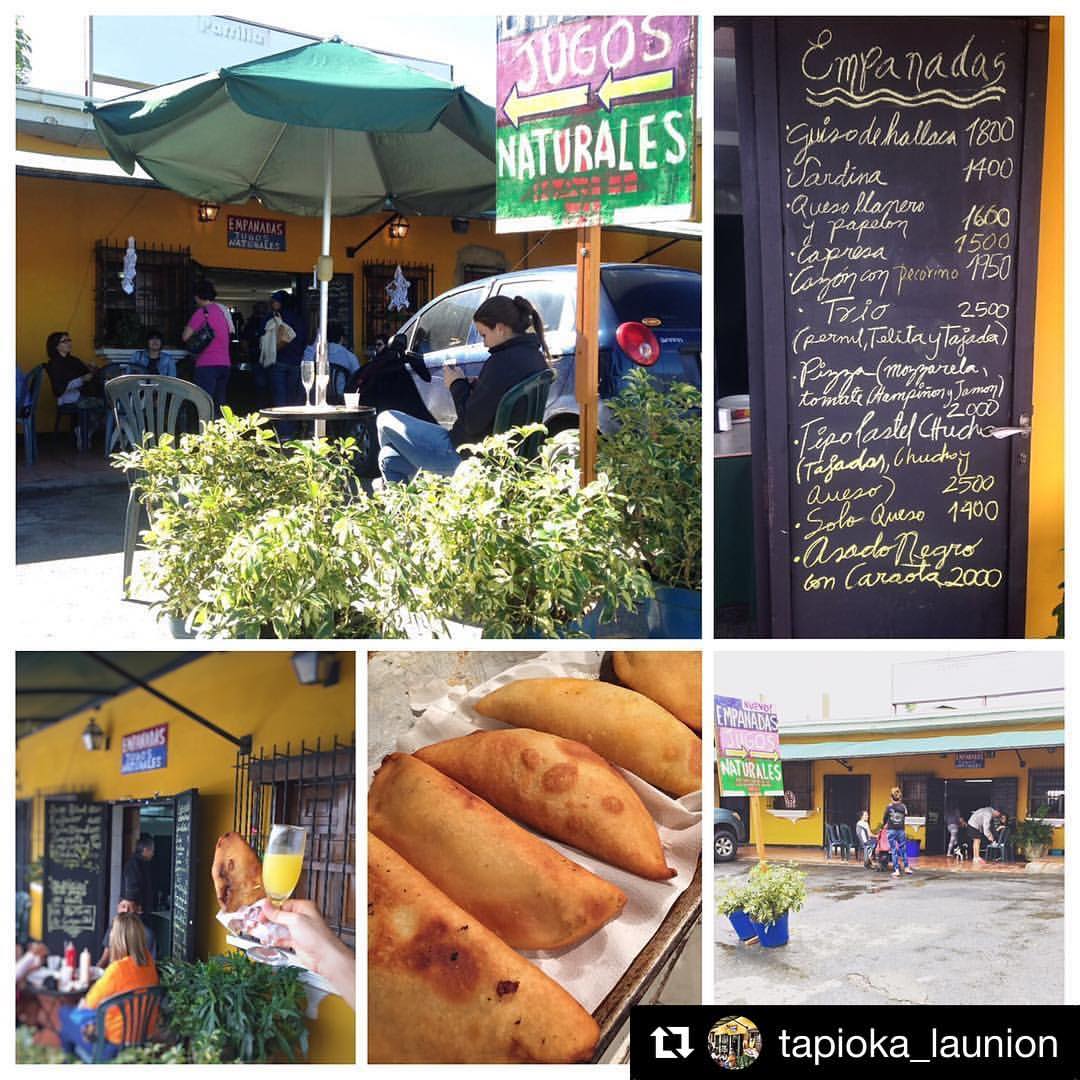 Parrilla
JUGOS
NATURALES
EMPANADAS
JUGOS
NATURALES
Empanadas
• Guiso de hallaca 1800
• Sardina 1400
• Queso llanero
y papelón 1600
• Capresa 1500
• Cazón con pecorino 1950
• Trio 2500
(pernil, Telita y Tajada)
• Pizza (mozzarela,
tomate, Champiñon y Jamon)
2000
• Tipo Pastel Chucho
(Tajadas, Chucho y
Queso) 2500
• Solo Queso 1400
• Asado Negro
con Caraota 2000
EMPANADAS
JUGOS
NATURALES
NUEVO!
EMPANADAS
JUGOS
NATURALES
tapioka_launion